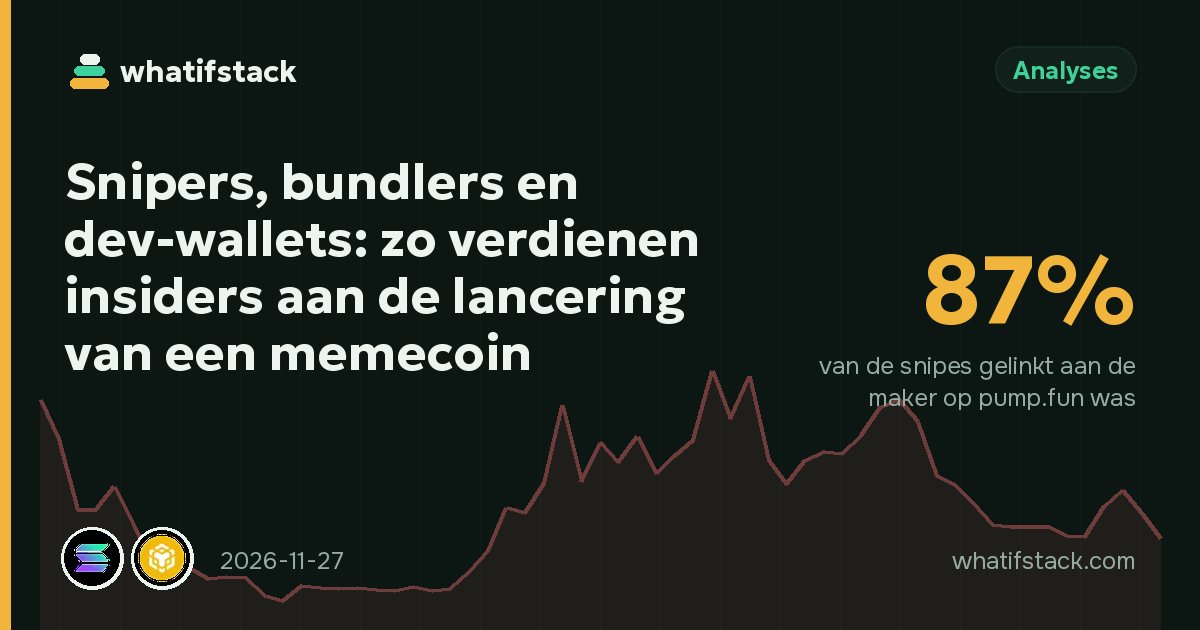 whatifstack
Analyses
Snipers, bundlers en
dev-wallets: zo verdienen
insiders aan de lancering
van een memecoin
87%
van de snipes gelinkt aan de
maker op pump.fun was
2026-11-27
whatifstack.com